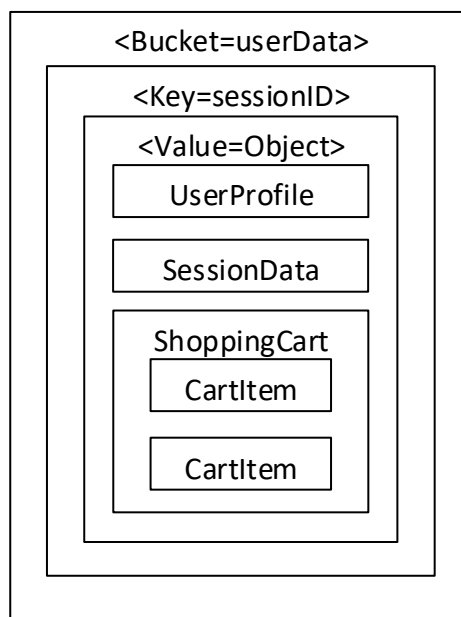 <Bucket=userData>
<Key=sessionID>
<Value=Object>
UserProfile
SessionData
ShoppingCart
CartItem
CartItem